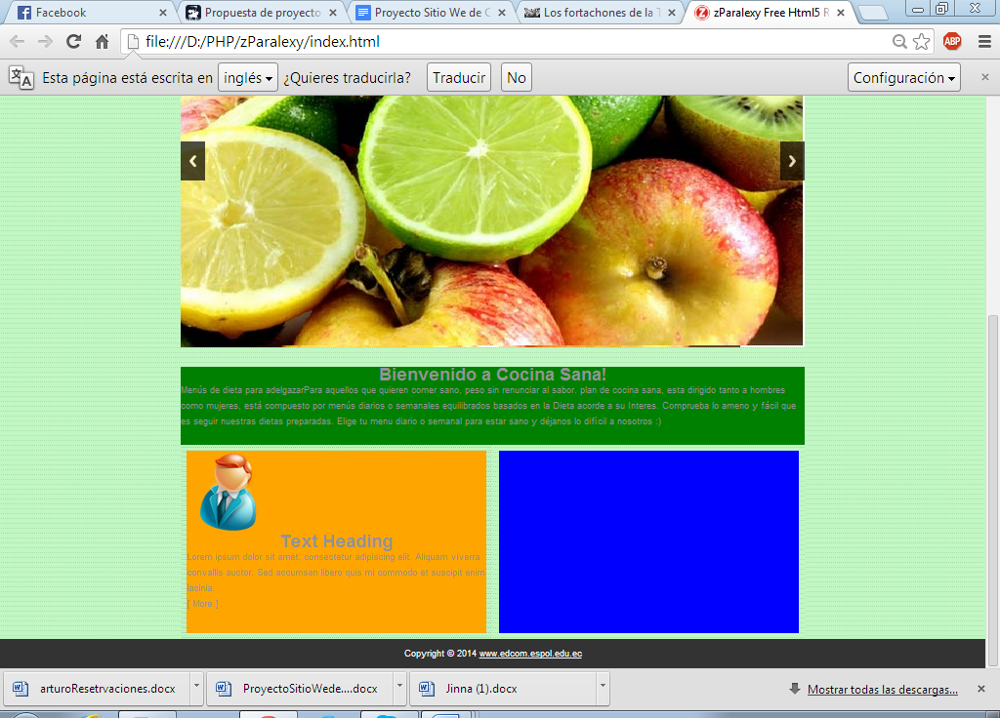 Facebook
Propuesta de proyecto
Proyecto Sitio We de C
Los fortachones de la T
zParalexy Free Html5 R
file:///D:/PHP/zParalexy/index.html
ABP
Esta página está escrita en inglés ¿Quieres traducirla? Traducir No Configuración
Bienvenido a Cocina Sana!
Menús de dieta para adelgazarPara aquellos que quieren comer sano, peso sin renunciar al sabor. plan de cocina sana, esta dirigido tanto a hombres
como mujeres, está compuesto por menús diarios o semanales equilibrados basados en la Dieta acorde a su Interes. Comprueba lo ameno y fácil que
es seguir nuestras dietas preparadas. Elige tu menu diario o semanal para estar sano y déjanos lo difícil a nosotros :)
Text Heading
Lorem ipsum dolor sit amet, consectetur adipiscing elit. Aliquam viverra
convallis auctor. Sed accumsan libero quis mi commodo et suscipit enim
lacinia.
[ More ]
Copyright © 2014 www.edcom.espol.edu.ec
arturoResetrvaciones.docx
ProyectoSitioWede....docx
Jinna (1).docx
Mostrar todas las descargas...